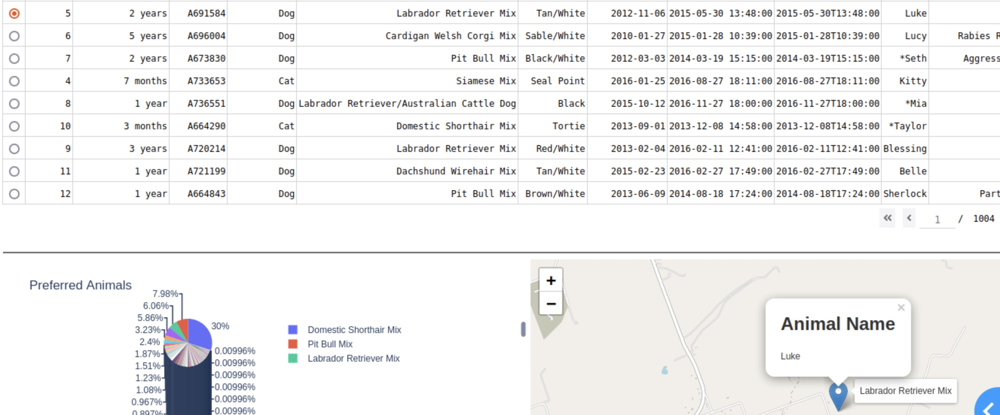 5 2 years A691584 Dog Labrador Retriever Mix Tan/White 2012-11-06 2015-05-30 13:48:00 2015-05-30T13:48:00 Luke
6 5 years A696004 Dog Cardigan Welsh Corgi Mix Sable/White 2010-01-27 2015-01-28 10:39:00 2015-01-28T10:39:00 Lucy Rabies R
7 2 years A673830 Dog Pit Bull Mix Black/White 2012-03-03 2014-03-19 15:15:00 2014-03-19T15:15:00 *Seth Aggress
4 7 months A733653 Cat Siamese Mix Seal Point 2016-01-25 2016-08-27 18:11:00 2016-08-27T18:11:00 Kitty
8 1 year A736551 Dog Labrador Retriever/Australian Cattle Dog Black 2015-10-12 2016-11-27 18:00:00 2016-11-27T18:00:00 *Mia
10 3 months A664290 Cat Domestic Shorthair Mix Tortie 2013-09-01 2013-12-08 14:58:00 2013-12-08T14:58:00 *Taylor
9 3 years A720214 Dog Labrador Retriever Mix Red/White 2013-02-04 2016-02-11 12:41:00 2016-02-11T12:41:00 Blessing
11 1 year A721199 Dog Dachshund Wirehair Mix Tan/White 2015-02-23 2016-02-27 17:49:00 2016-02-27T17:49:00 Belle
12 1 year A664843 Dog Pit Bull Mix Brown/White 2013-06-09 2014-08-18 17:24:00 2014-08-18T17:24:00 Sherlock Part
« ‹ 1 / 1004
Preferred Animals
7.98%
6.06%
5.86%
3.23%
2.4%
1.87%
1.51%
1.23%
1.08%
0.967%
0.897%
30%
0.00996%
0.00996%
0.00996%
0.00996%
0.00996%
0.00996%
Domestic Shorthair Mix
Pit Bull Mix
Labrador Retriever Mix
+
−
×
Animal Name
Luke
Labrador Retriever Mix